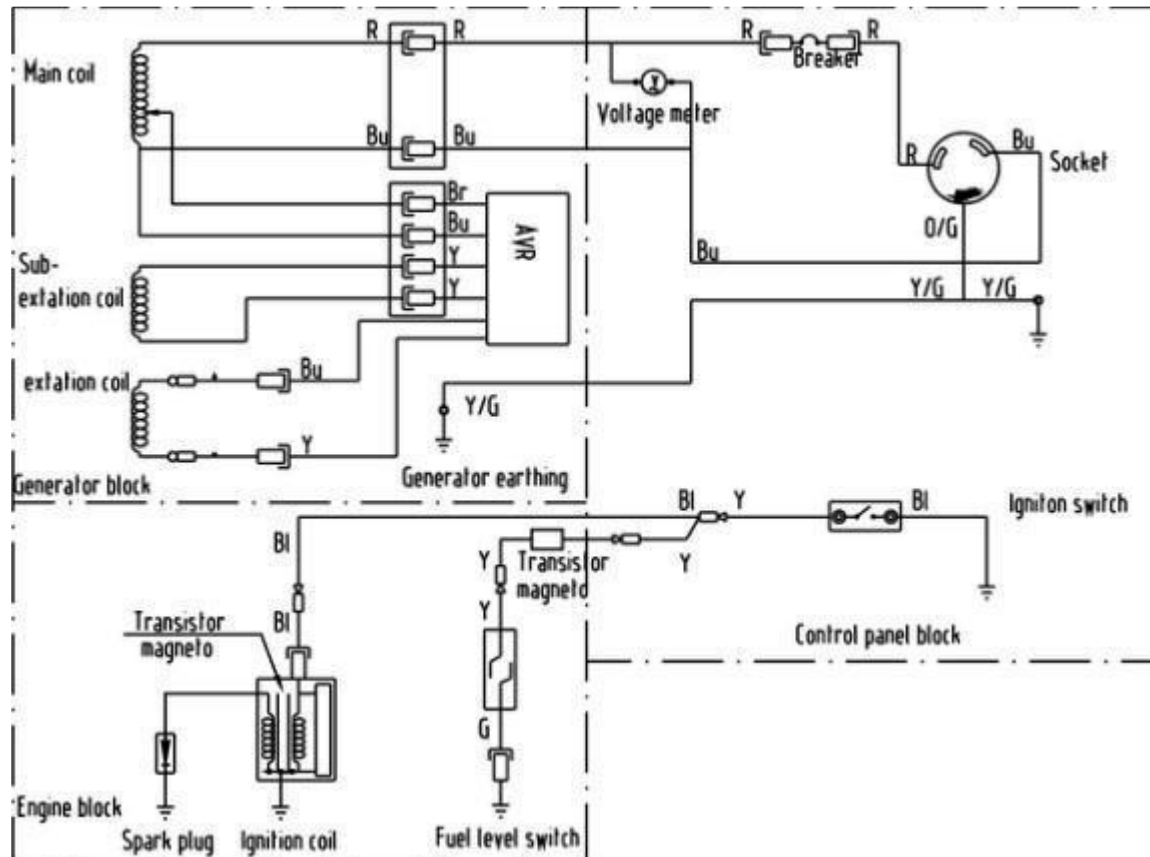 R R R R
Breaker
Main coil
Voltage meter
Bu Bu
R Bu Socket
Br
Bu
AVR
O/G
Sub-
extation coil
Y
Y
Bu
Y/G Y/G
extation coil
Bu
Y/G
Y
Generator block
Generator earthing
Bl Y Bl
Igniton switch
Bl
Y
Transistor
magneto
Y
Y
Bl
Transistor
magneto
Control panel block
G
Engine block
Spark plug
Ignition coil
Fuel level switch